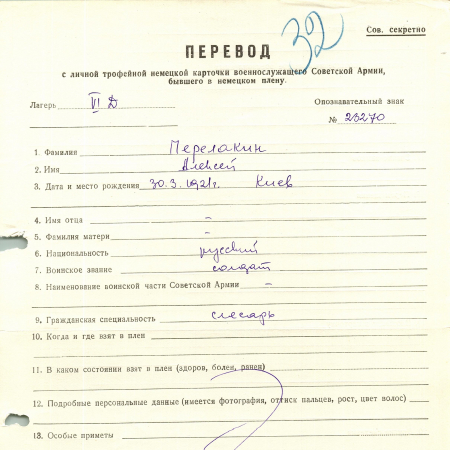 32
Сов. секретно
ПЕРЕВОД
с личной трофейной немецкой карточки военнослужащего Советской Армии,
бывшего в немецком плену.
Лагерь VI Д Опознавательный знак
№ 23270
1. Фамилия Перелакин
2. Имя Алексей
3. Дата и место рождения 30.3.1921г. Киев
4. Имя отца –
5. Фамилия матери –
6. Национальность русский
7. Воинское звание солдат
8. Наименование воинской части Советской Армии –
9. Гражданская специальность слесарь
10. Когда и где взят в плен
11. В каком состоянии взят в плен (здоров, болен, ранен)
12. Подробные персональные данные (имеется фотография, оттиск пальцев, рост, цвет волос)
13. Особые приметы